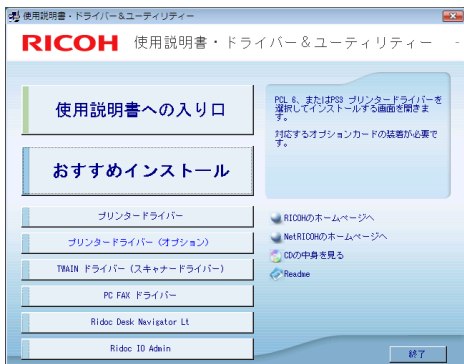 使用説明書・ドライバー＆ユーティリティー
RICOH 使用説明書・ドライバー＆ユーティリティー -
使用説明書への入り口
おすすめインストール
プリンタードライバー
プリンタードライバー（オプション）
TWAIN ドライバー（スキャナードライバー）
PC FAX ドライバー
Ridoc Desk Navigator Lt
Ridoc IO Admin
PCL 6、またはPS3 プリンタードライバーを
選択してインストールする画面を開きま
す。
対応するオプションカードの装着が必要で
す。
RICOHのホームページへ
NetRICOHのホームページへ
CDの中身を見る
Readme
終了